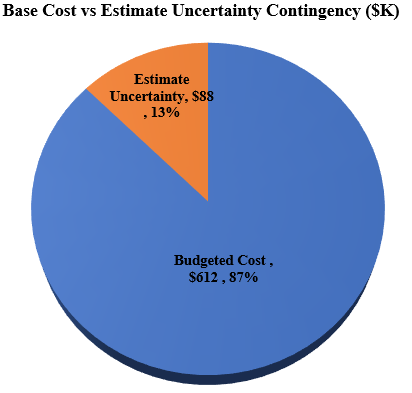 Base Cost vs Estimate Uncertainty Contingency ($K)
Estimate
Uncertainty, $88
, 13%
Budgeted Cost ,
$612 , 87%